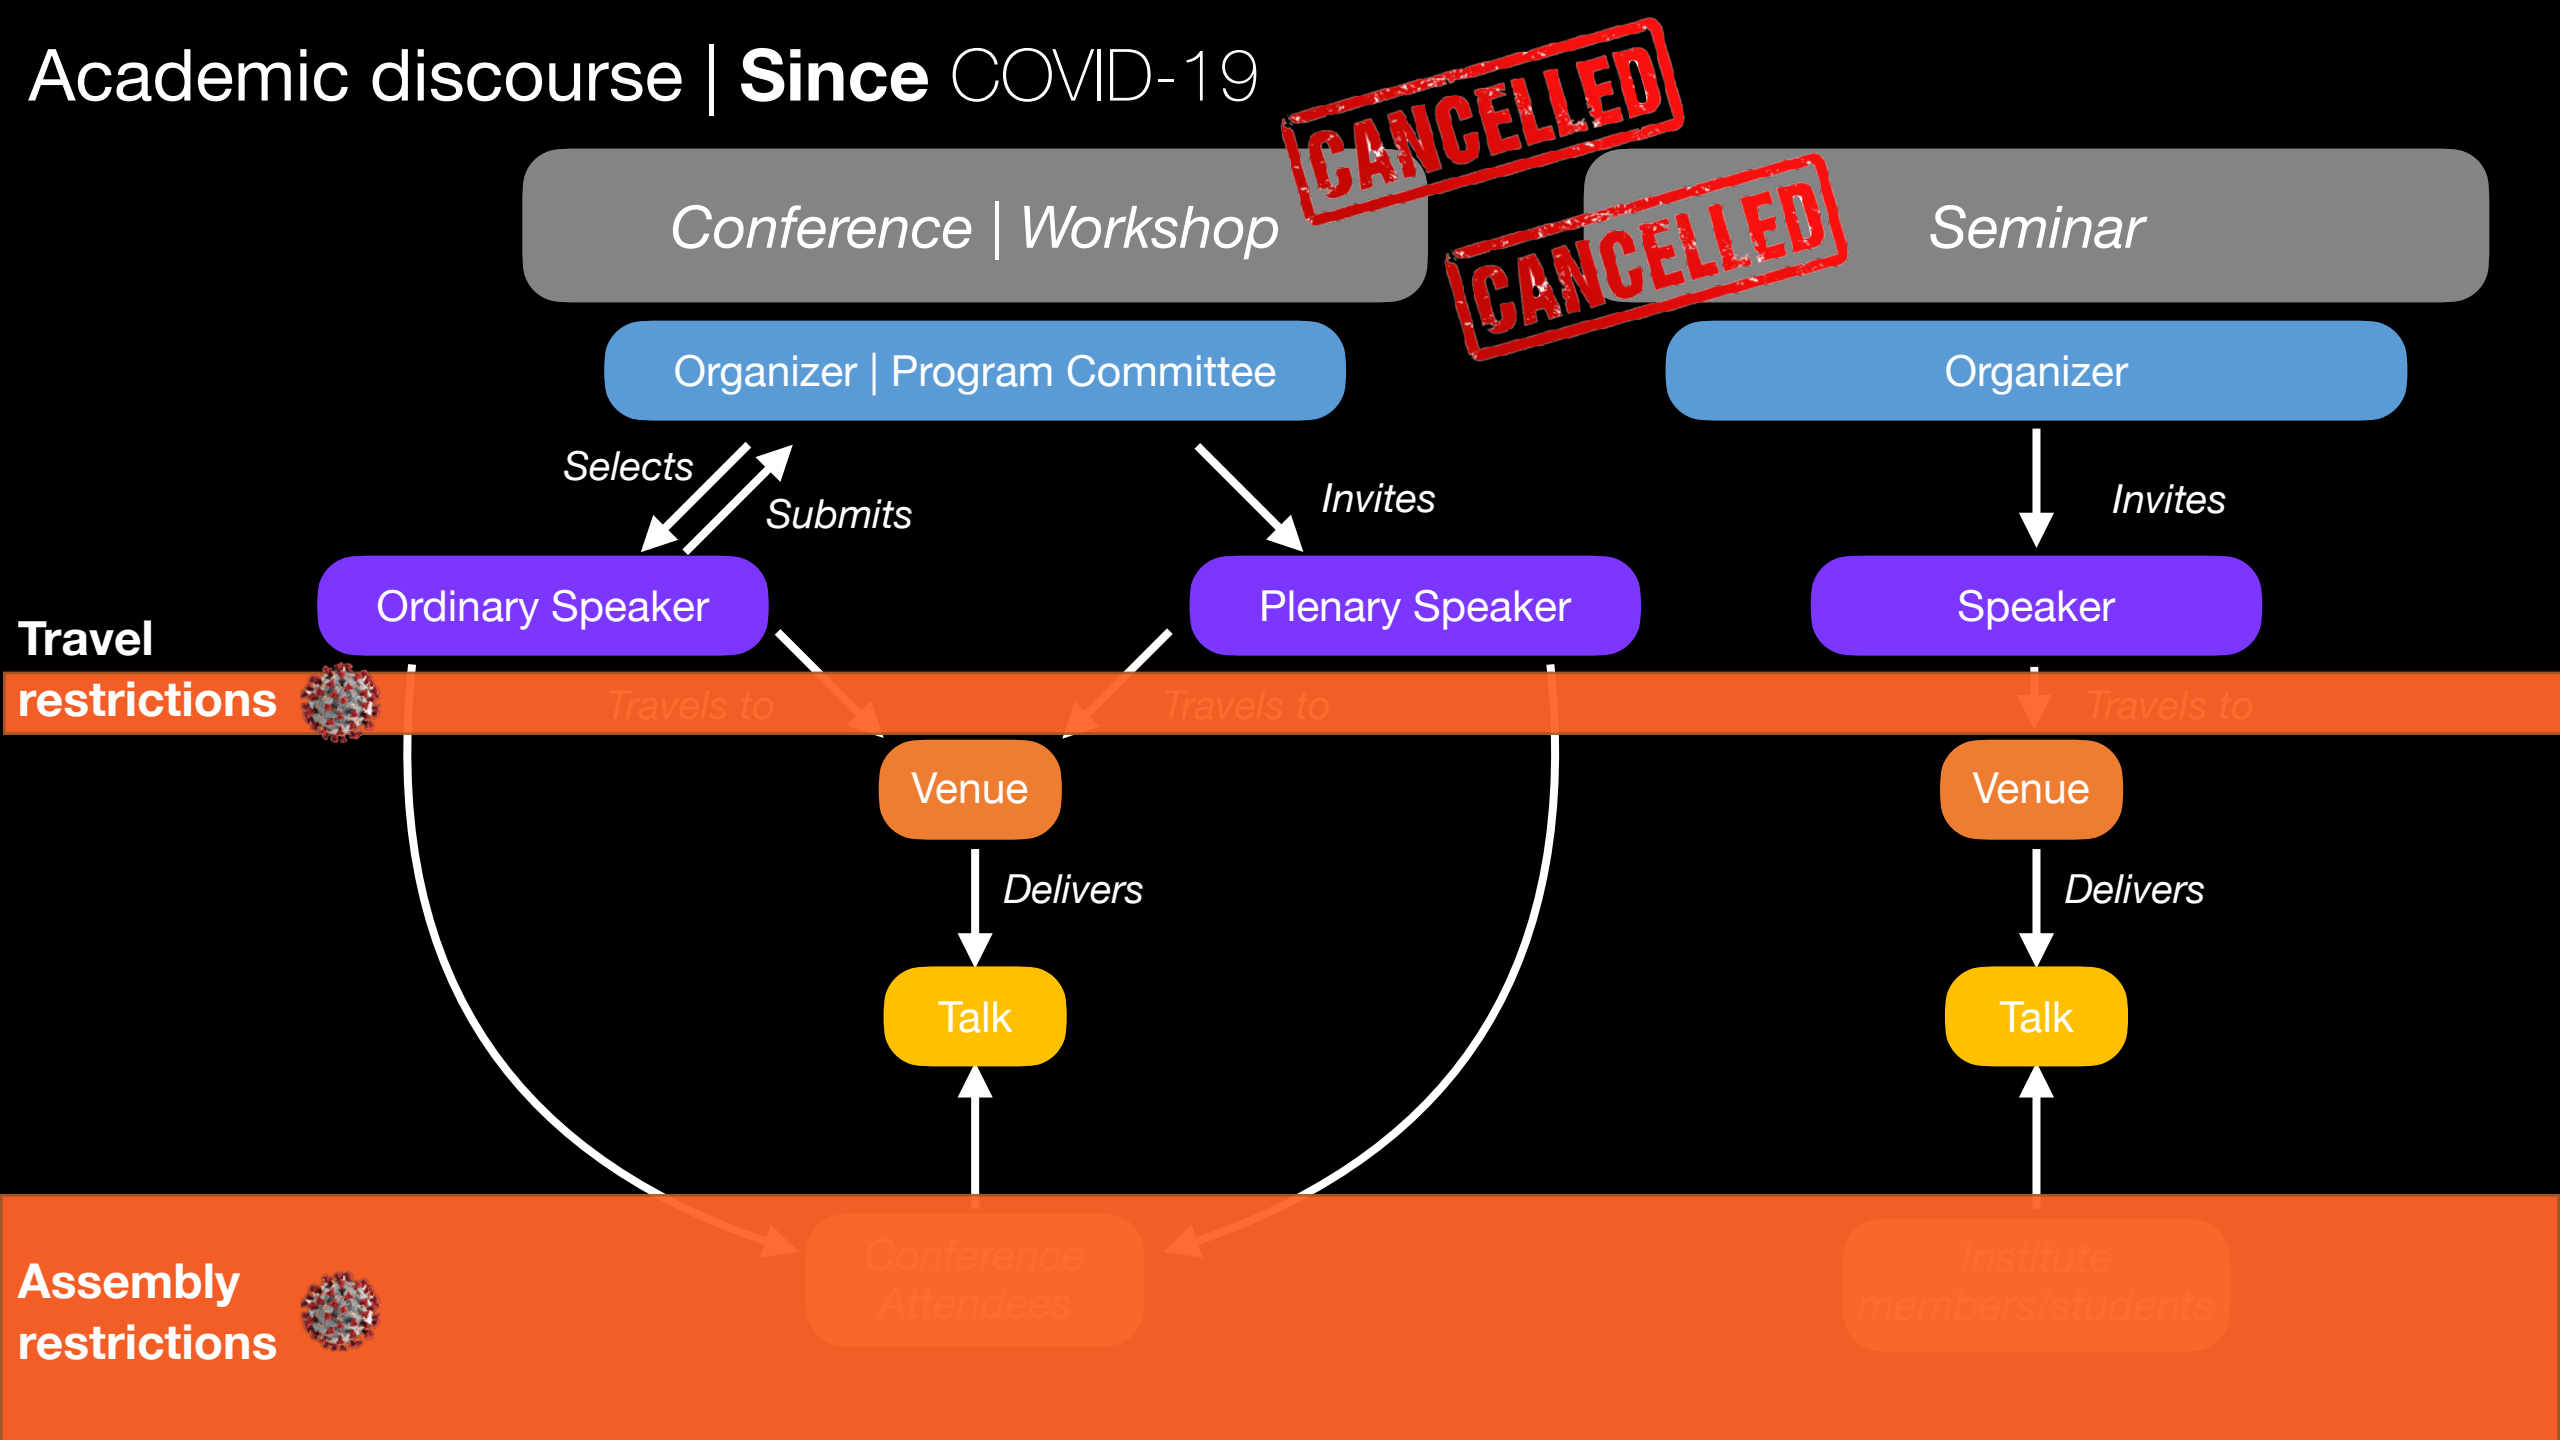 Academic discourse | Since COVID-19
CANCELLED
CANCELLED
Conference | Workshop
Seminar
Organizer | Program Committee
Organizer
Selects
Submits
Invites
Invites
Ordinary Speaker
Plenary Speaker
Speaker
Travel
restrictions
Travels to
Travels to
Travels to
Venue
Venue
Delivers
Delivers
Talk
Talk
Assembly
restrictions
Conference
Attendees
Institute
members/students